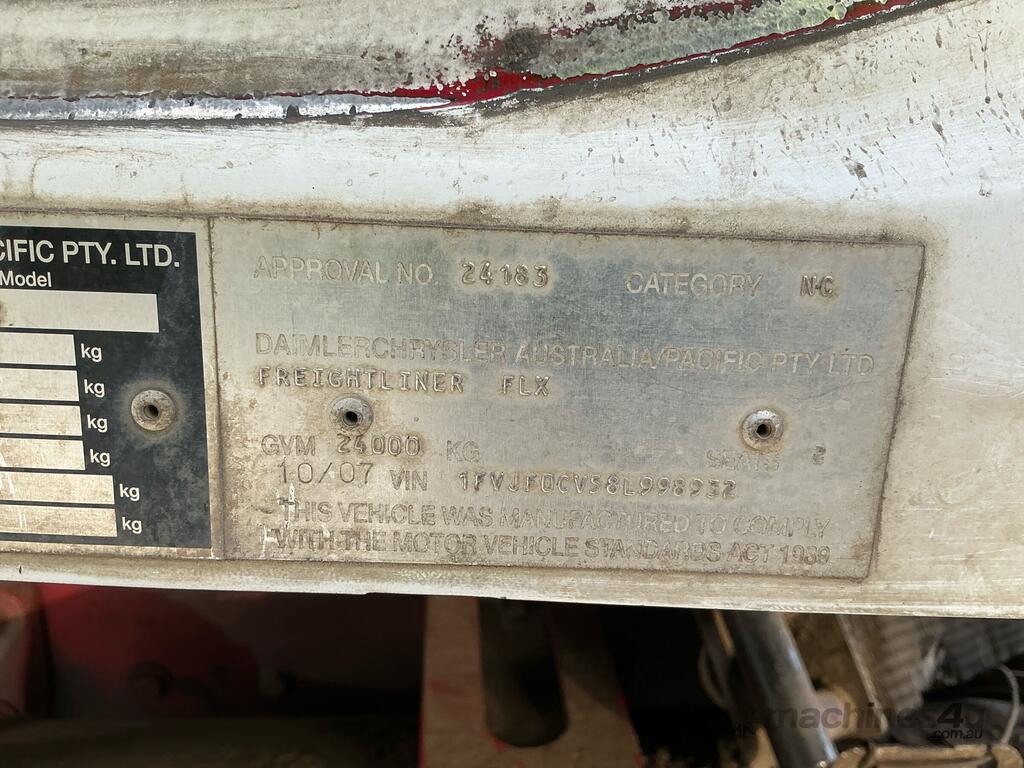 CIFIC PTY. LTD.
Model
kg
kg
kg
kg
kg
kg
APPROVAL NO. 24183 CATEGORY NC
DAIMLERCHRYSLER AUSTRALIA/PACIFIC PTY LTD
FREIGHTLINER FLX
GVM 24000 KG SEATS 2
10/07 VIN 1FVJF0CV58L998932
THIS VEHICLE WAS MANUFACTURED TO COMPLY
WITH THE MOTOR VEHICLE STANDARDS ACT 1989
machines4u
.com.au